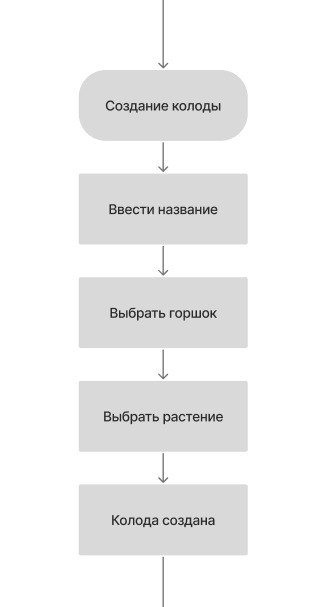 Создание колоды
Ввести название
Выбрать горшок
Выбрать растение
Колода создана